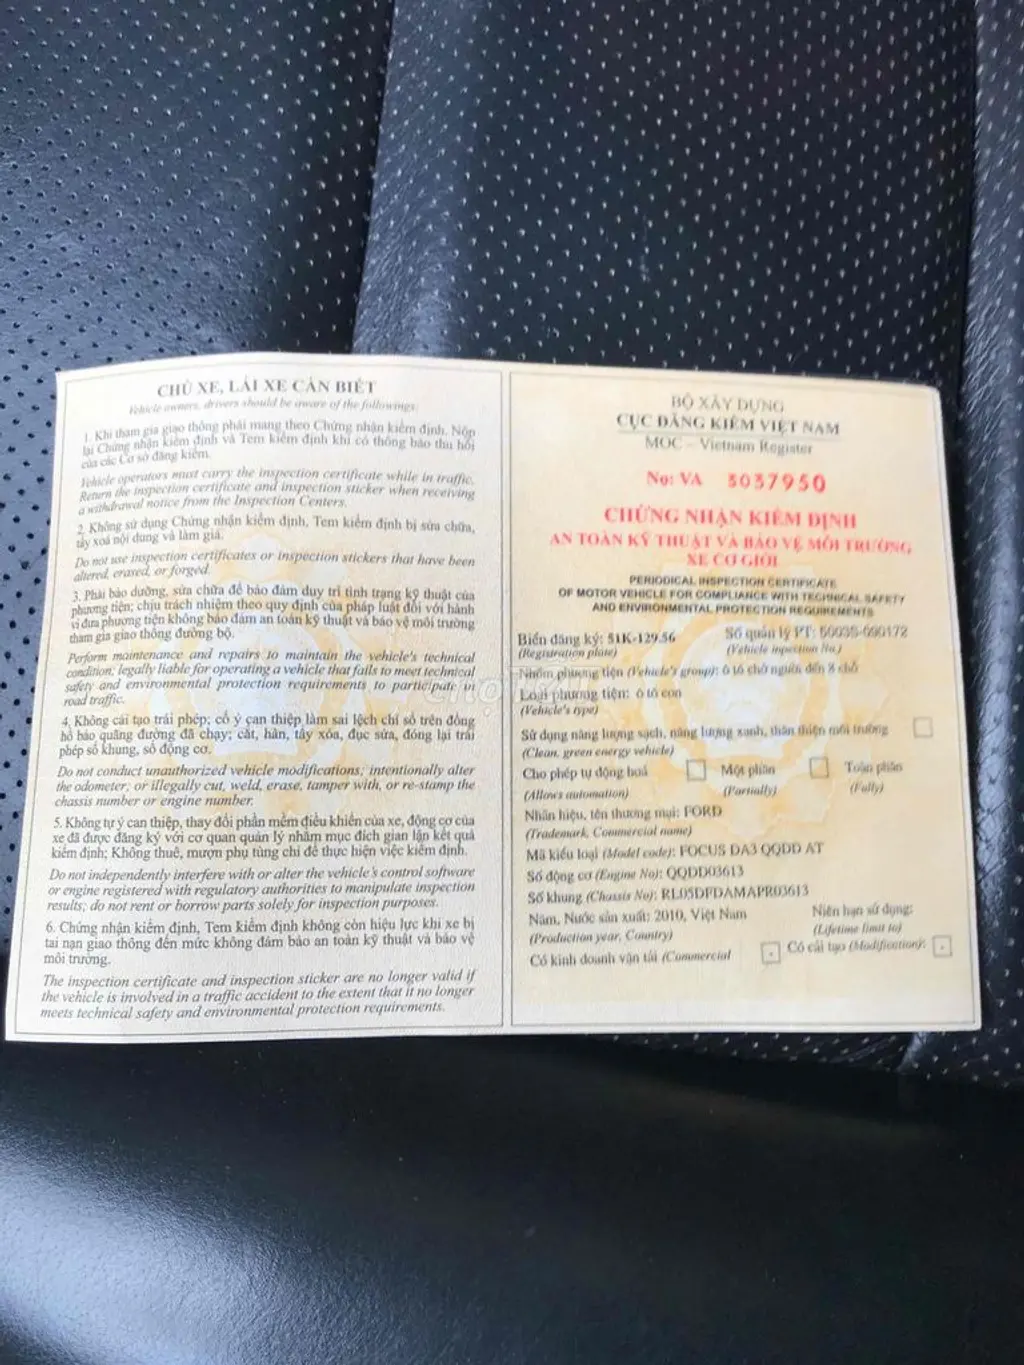 CHỦ XE, LÁI XE CẦN BIẾT
Vehicle owners, drivers should be aware of the followings:
1. Khi tham gia giao thông phải mang theo Chứng nhận kiểm định. Nộp
lại Chứng nhận kiểm định và Tem kiểm định khi có thông báo thu hồi
của các Cơ sở đăng kiểm.
Vehicle operators must carry the inspection certificate while in traffic.
Return the inspection certificate and inspection sticker when receiving
a withdrawal notice from the Inspection Centers.
2. Không sử dụng Chứng nhận kiểm định, Tem kiểm định bị sửa chữa,
tẩy xoá nội dung và làm giả.
Do not use inspection certificates or inspection stickers that have been
altered, erased, or forged.
3. Phải bảo dưỡng, sửa chữa để bảo đảm duy trì tình trạng kỹ thuật của
phương tiện; chịu trách nhiệm theo quy định của pháp luật đối với hành
vi đưa phương tiện không bảo đảm an toàn kỹ thuật và bảo vệ môi trường
tham gia giao thông đường bộ.
Perform maintenance and repairs to maintain the vehicle's technical
condition; legally liable for operating a vehicle that fails to meet technical
safety and environmental protection requirements to participate in
road traffic.
4. Không cải tạo trái phép; cố ý can thiệp làm sai lệch chỉ số trên đồng
hồ báo quãng đường đã chạy; cắt, hàn, tẩy xóa, đục sửa, đóng lại trái
phép số khung, số động cơ.
Do not conduct unauthorized vehicle modifications; intentionally alter
the odometer; or illegally cut, weld, erase, tamper with, or re-stamp the
chassis number or engine number.
5. Không tự ý can thiệp, thay đổi phần mềm điều khiển của xe, động cơ của
xe đã được đăng ký với cơ quan quản lý nhằm mục đích gian lận kết quả
kiểm định; Không thuê, mượn phụ tùng chỉ để thực hiện việc kiểm định.
Do not independently interfere with or alter the vehicle's control software
or engine registered with regulatory authorities to manipulate inspection
results; do not rent or borrow parts solely for inspection purposes.
6. Chứng nhận kiểm định, Tem kiểm định không còn hiệu lực khi xe bị
tai nạn giao thông đến mức không đảm bảo an toàn kỹ thuật và bảo vệ
môi trường.
The inspection certificate and inspection sticker are no longer valid if
the vehicle is involved in a traffic accident to the extent that it no longer
meets technical safety and environmental protection requirements.
BỘ XÂY DỰNG
CỤC ĐĂNG KIỂM VIỆT NAM
MOC – Vietnam Register
No: VA 3037950
CHỨNG NHẬN KIỂM ĐỊNH
AN TOÀN KỸ THUẬT VÀ BẢO VỆ MÔI TRƯỜNG
XE CƠ GIỚI
PERIODICAL INSPECTION CERTIFICATE
OF MOTOR VEHICLE FOR COMPLIANCE WITH TECHNICAL SAFETY
AND ENVIRONMENTAL PROTECTION REQUIREMENTS
Biển đăng ký: 51K-129.56 Số quản lý PT:
(Registration plate) (Vehicle inspection No.)
Nhóm phương tiện (Vehicle's group): ô tô chở người đến 8 chỗ
Loại phương tiện: ô tô con
(Vehicle's type)
Sử dụng năng lượng sạch, năng lượng xanh, thân thiện môi trường
(Clean, green energy vehicle)
Cho phép tự động hoá Một phần Toàn phần
(Allows automation) (Partially) (Fully)
Nhãn hiệu, tên thương mại: FORD
(Trademark, Commercial name)
Mã kiểu loại (Model code): FOCUS DA3 QQDD AT
Số động cơ (Engine No): QQDD03613
Số khung (Chassis No): RL05DFDAMAPR03613
Năm, Nước sản xuất: 2010, Việt Nam Niên hạn sử dụng:
(Production year, Country) (Lifetime limit to)
Có kinh doanh vận tải (Commercial Có cải tạo (Modification):